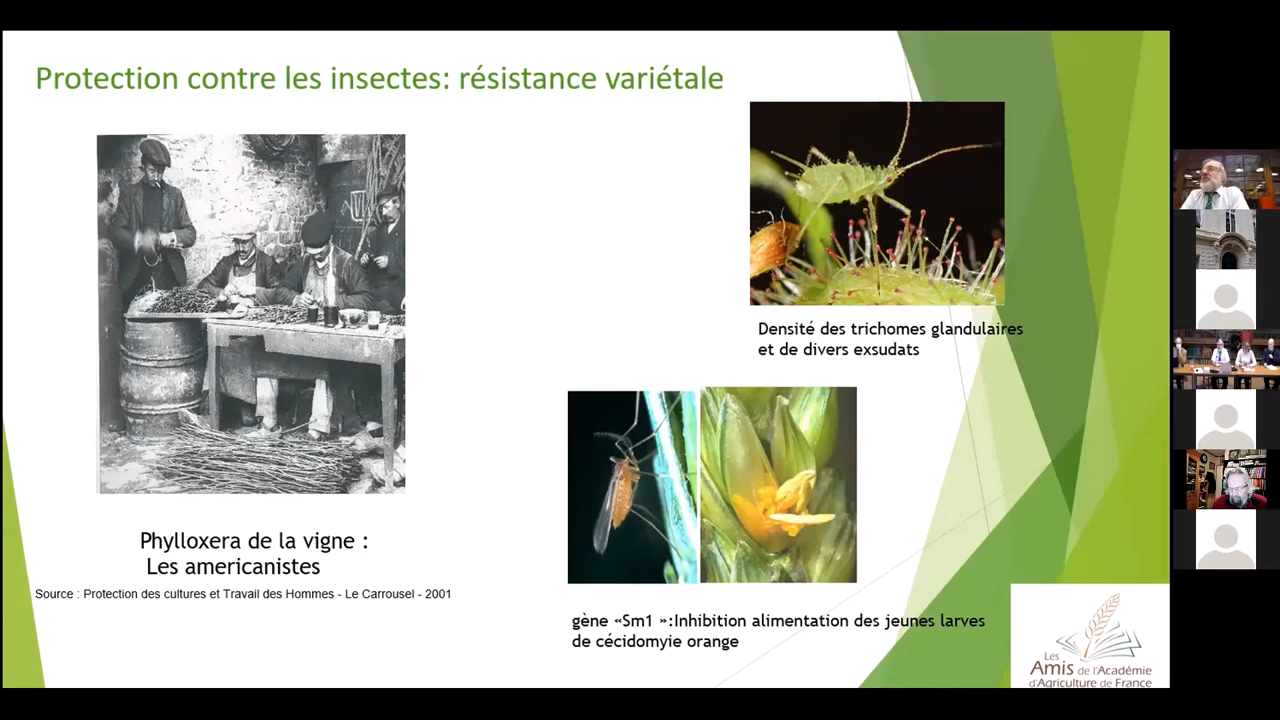 Protection contre les insectes: résistance variétale
Densité des trichomes glandulaires
et de divers exsudats
Phylloxera de la vigne :
Les americanistes
Source : Protection des cultures et Travail des Hommes - Le Carrousel - 2001
gène «Sm1 »:Inhibition alimentation des jeunes larves
de cécidomyie orange
Les
Amis de l'Académie
d'Agriculture de France